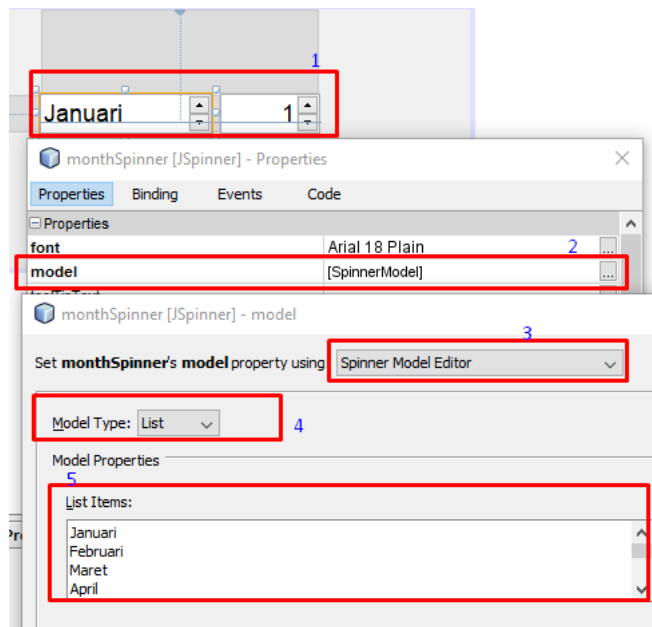 1
Januari 1
monthSpinner [JSpinner] - Properties
Properties Binding Events Code
Properties
font Arial 18 Plain 2 ...
model [SpinnerModel] ...
toolTipText
monthSpinner [JSpinner] - model
3
Set monthSpinner's model property using: Spinner Model Editor
Model Type: List 4
Model Properties
5
List Items:
Januari
Februari
Maret
April
Pr